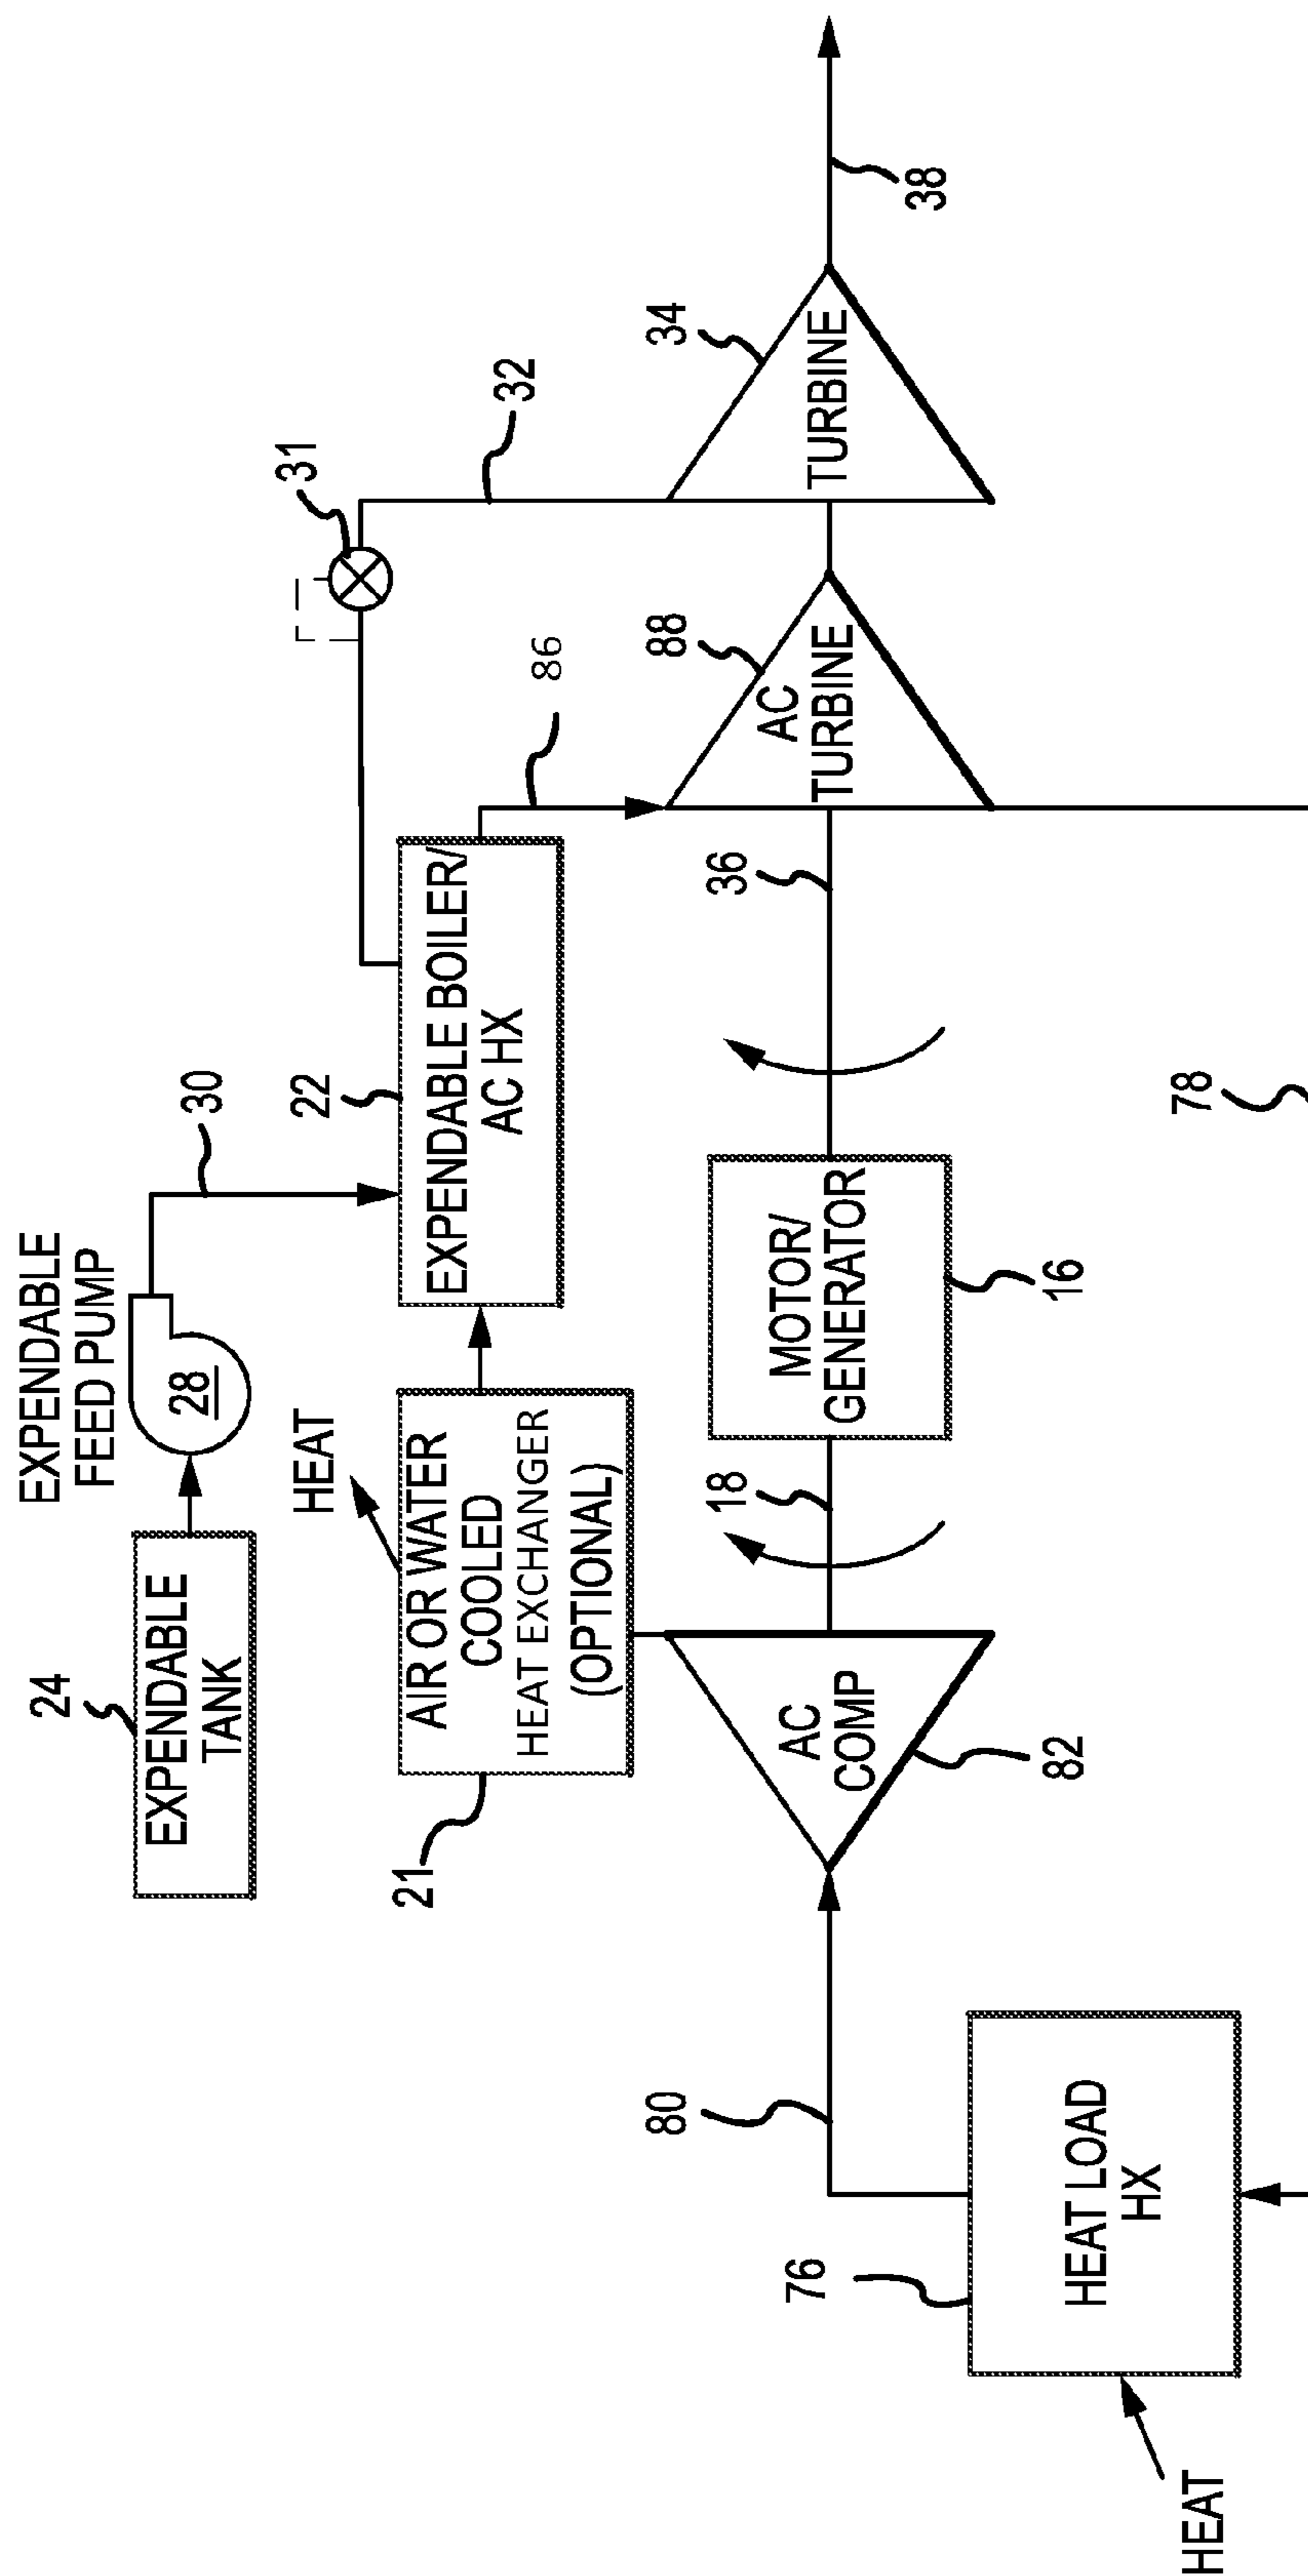 EXPENDABLE
TANK
24
EXPENDABLE
FEED PUMP
28
30
HEAT
AIR OR WATER
COOLED
HEAT EXCHANGER
(OPTIONAL)
21
22
EXPENDABLE BOILER/
AC HX
31
32
86
HEAT
76
HEAT LOAD
HX
80
AC
COMP
82
18
MOTOR/
GENERATOR
16
36
88
AC
TURBINE
34
TURBINE
38
78